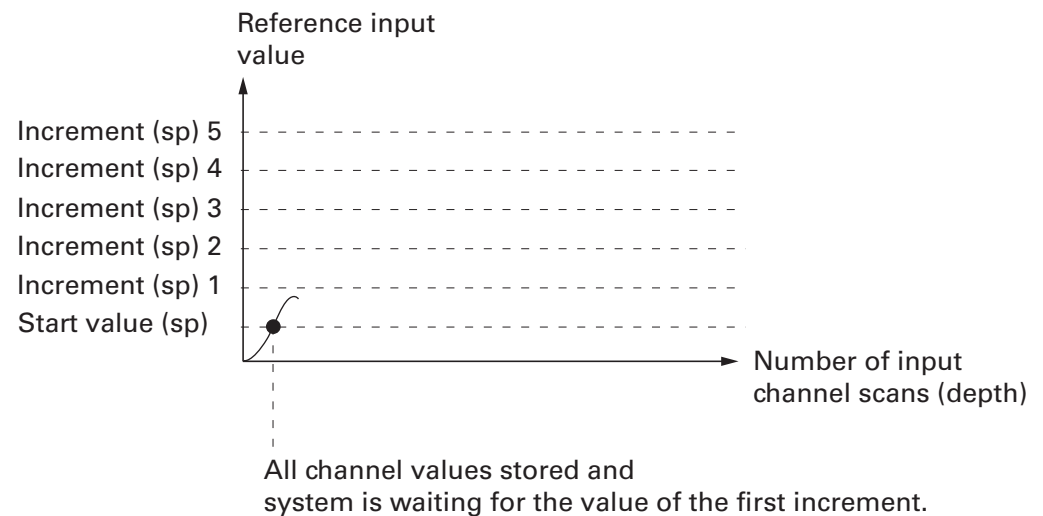 Reference input
value
Increment (sp) 5
Increment (sp) 4
Increment (sp) 3
Increment (sp) 2
Increment (sp) 1
Start value (sp)
Number of input
channel scans (depth)
All channel values stored and
system is waiting for the value of the first increment.